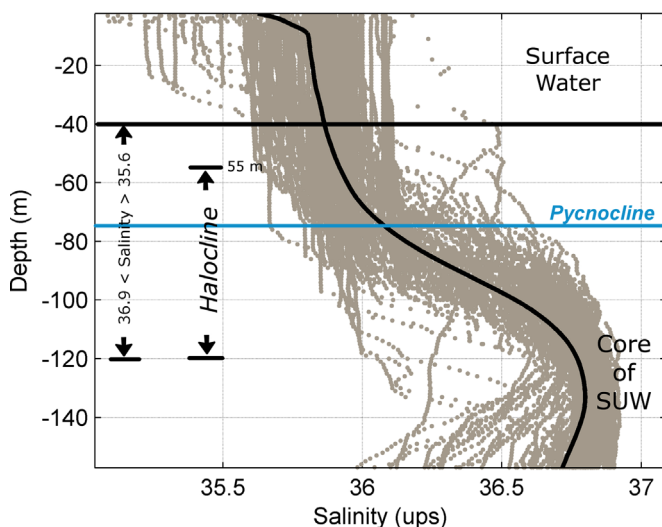 Surface
Water
-20
-40
-60
-80
-100
-120
-140
Depth (m)
36.9 < Salinity > 35.6
Halocline
55 m
Pycnocline
Core
of
SUW
35.5
36
36.5
37
Salinity (ups)